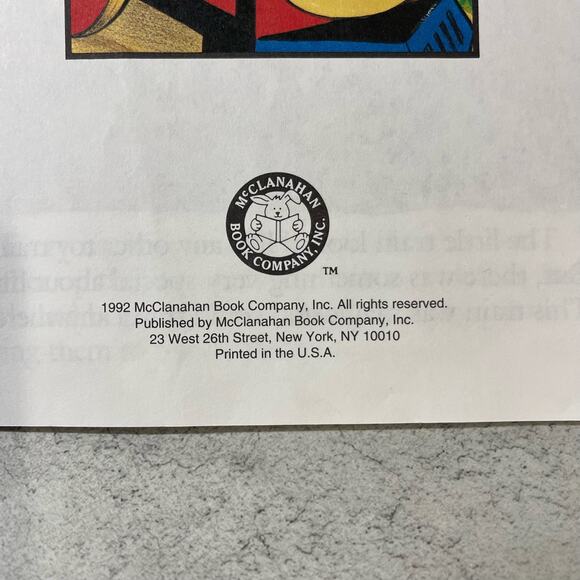 McCLANAHAN
BOOK COMPANY, INC.
TM
1992 McClanahan Book Company, Inc. All rights reserved.
Published by McClanahan Book Company, Inc.
23 West 26th Street, New York, NY 10010
Printed in the U.S.A.